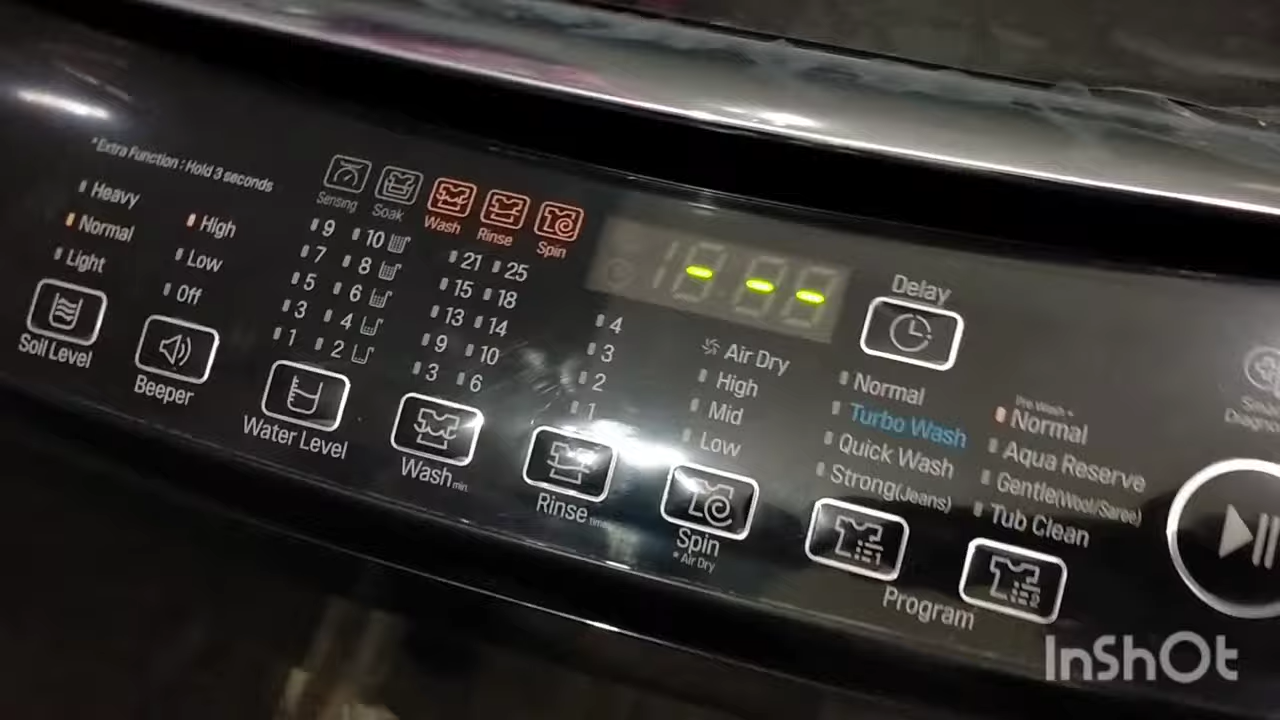 * Extra Function : Hold 3 seconds
Heavy
Normal
Light
Soil Level
High
Low
Off
Beeper
Sensing
Soak
Wash
Rinse
Spin
9 10
7 8
5 6
3 4
1 2
Water Level
21 25
15 18
13 14
9 10
3 6
Wash min.
4
3
2
1
Rinse
Air Dry
High
Mid
Low
Spin
* Air Dry
Delay
Normal
Turbo Wash
Quick Wash
Strong(Jeans)
Pre Wash +
Normal
Aqua Reserve
Gentle(Wool/Saree)
Tub Clean
Program
InShOt